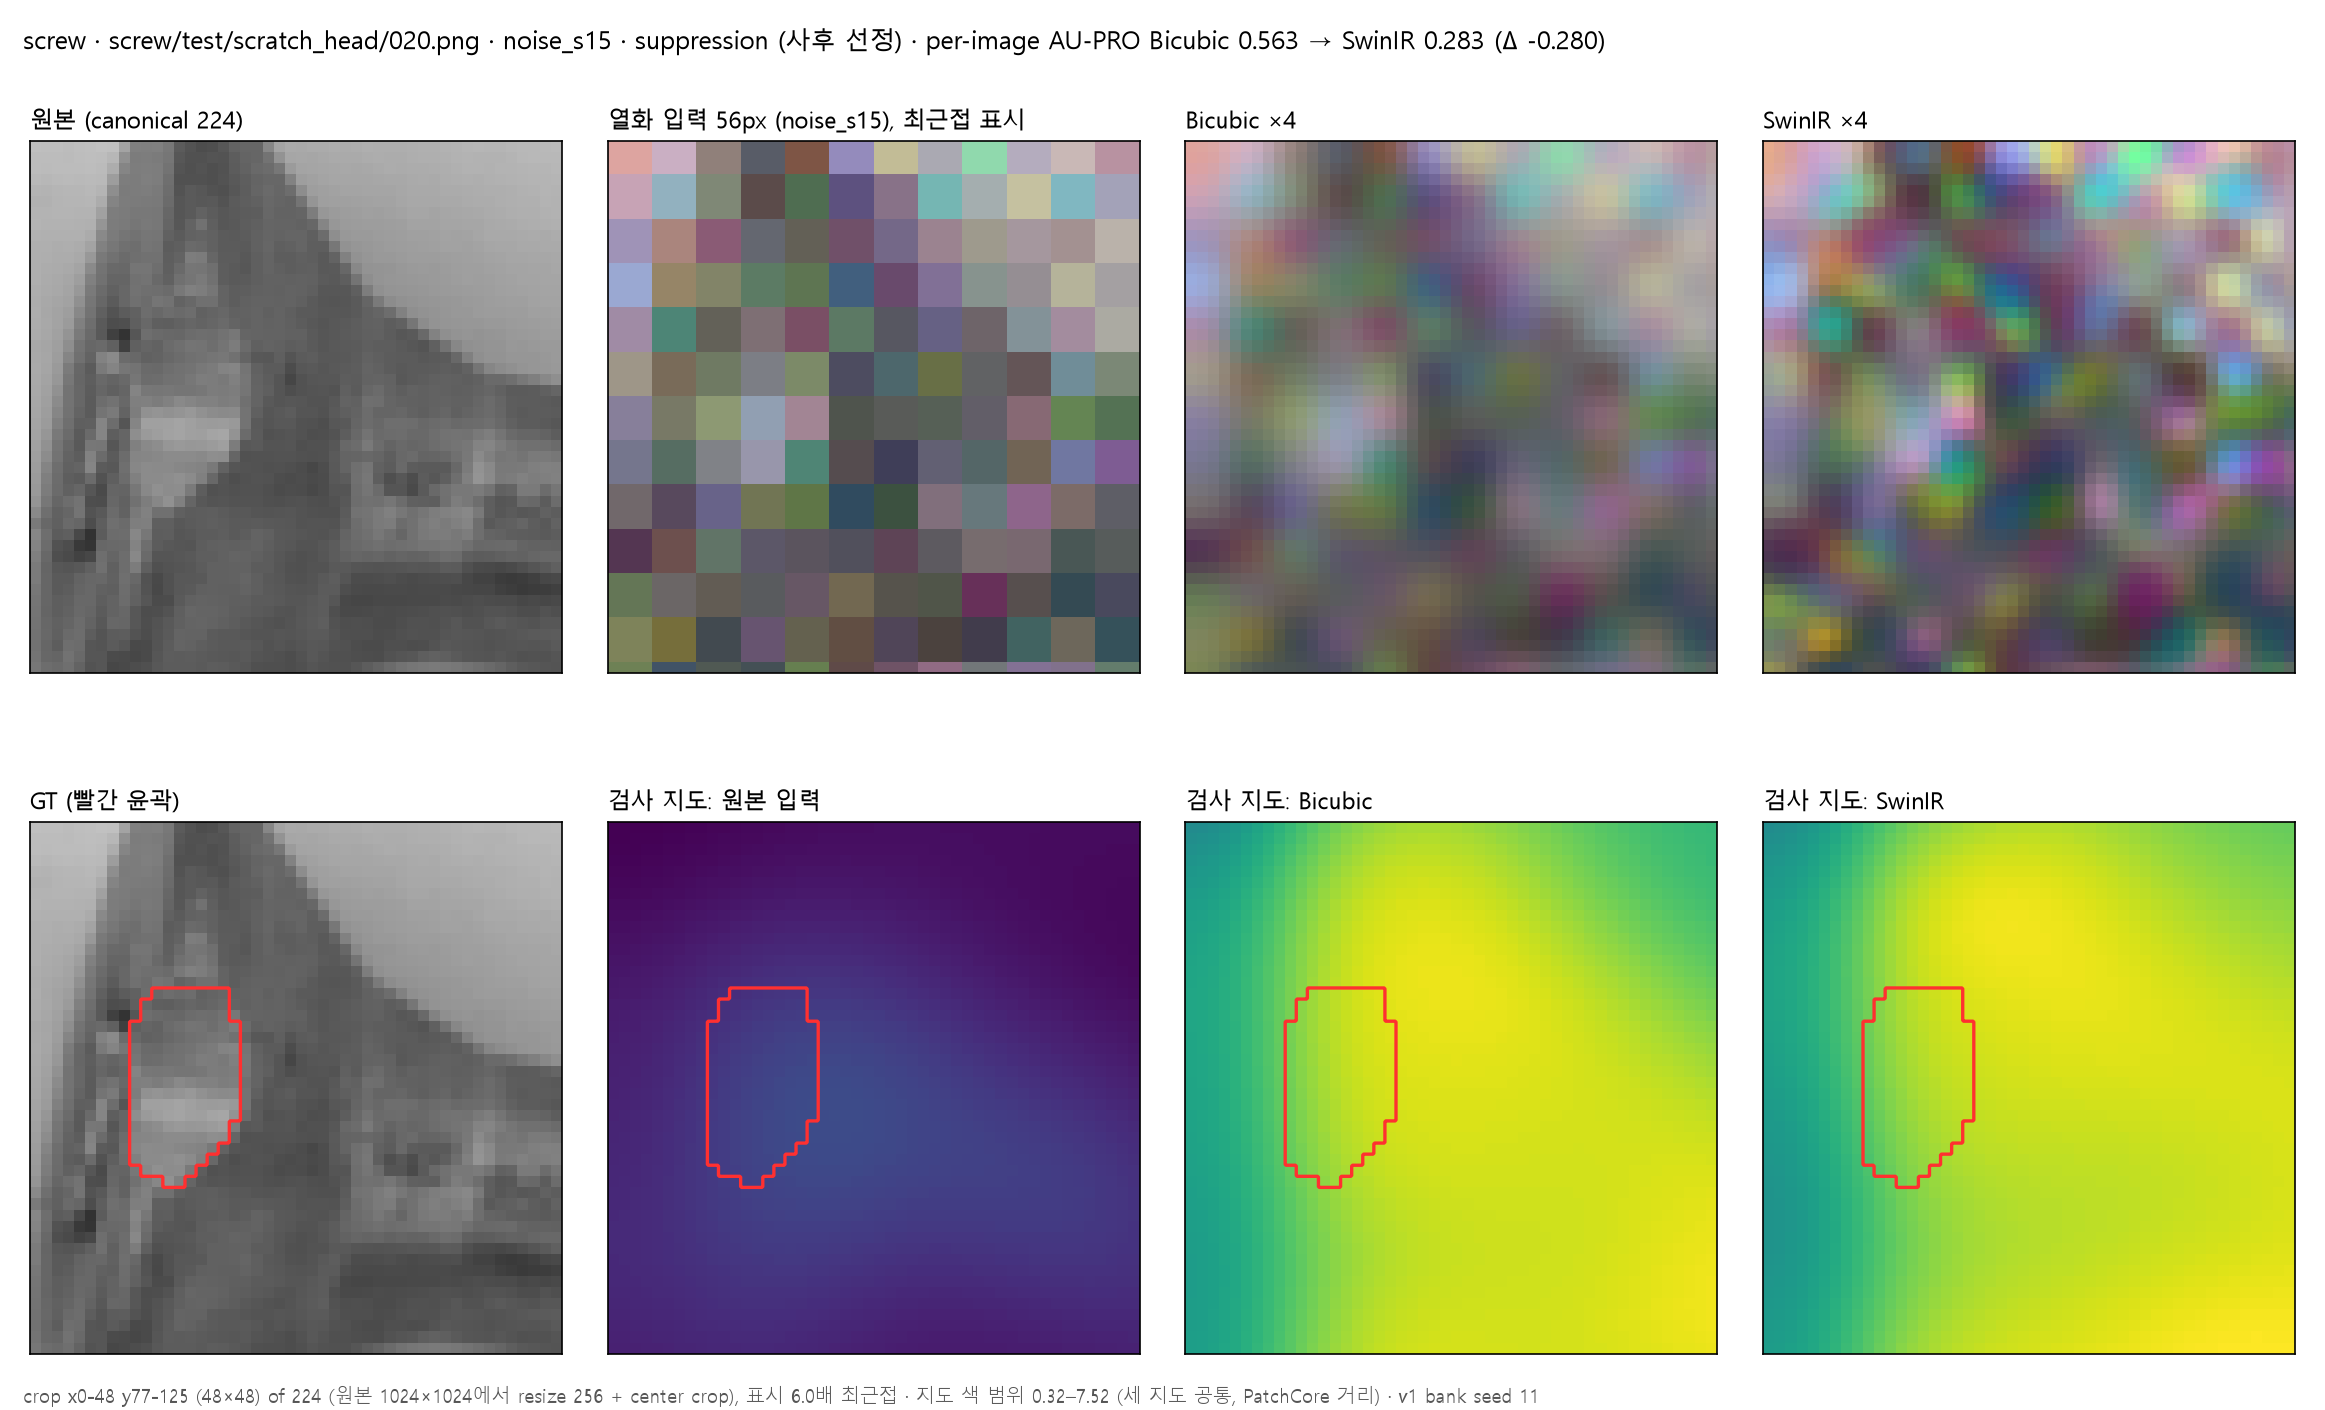 screw · screw/test/scratch_head/020.png · noise_s15 · suppression (사후 선정) · per-image AU-PRO Bicubic 0.563 → SwinIR 0.283 (Δ -0.280)
원본 (canonical 224)
열화 입력 56px (noise_s15), 최근접 표시
Bicubic ×4
SwinIR ×4
GT (빨간 윤곽)
검사 지도: 원본 입력
검사 지도: Bicubic
검사 지도: SwinIR
crop x0-48 y77-125 (48×48) of 224 (원본 1024×1024에서 resize 256 + center crop), 표시 6.0배 최근접 · 지도 색 범위 0.32–7.52 (세 지도 공통, PatchCore 거리) · v1 bank seed 11